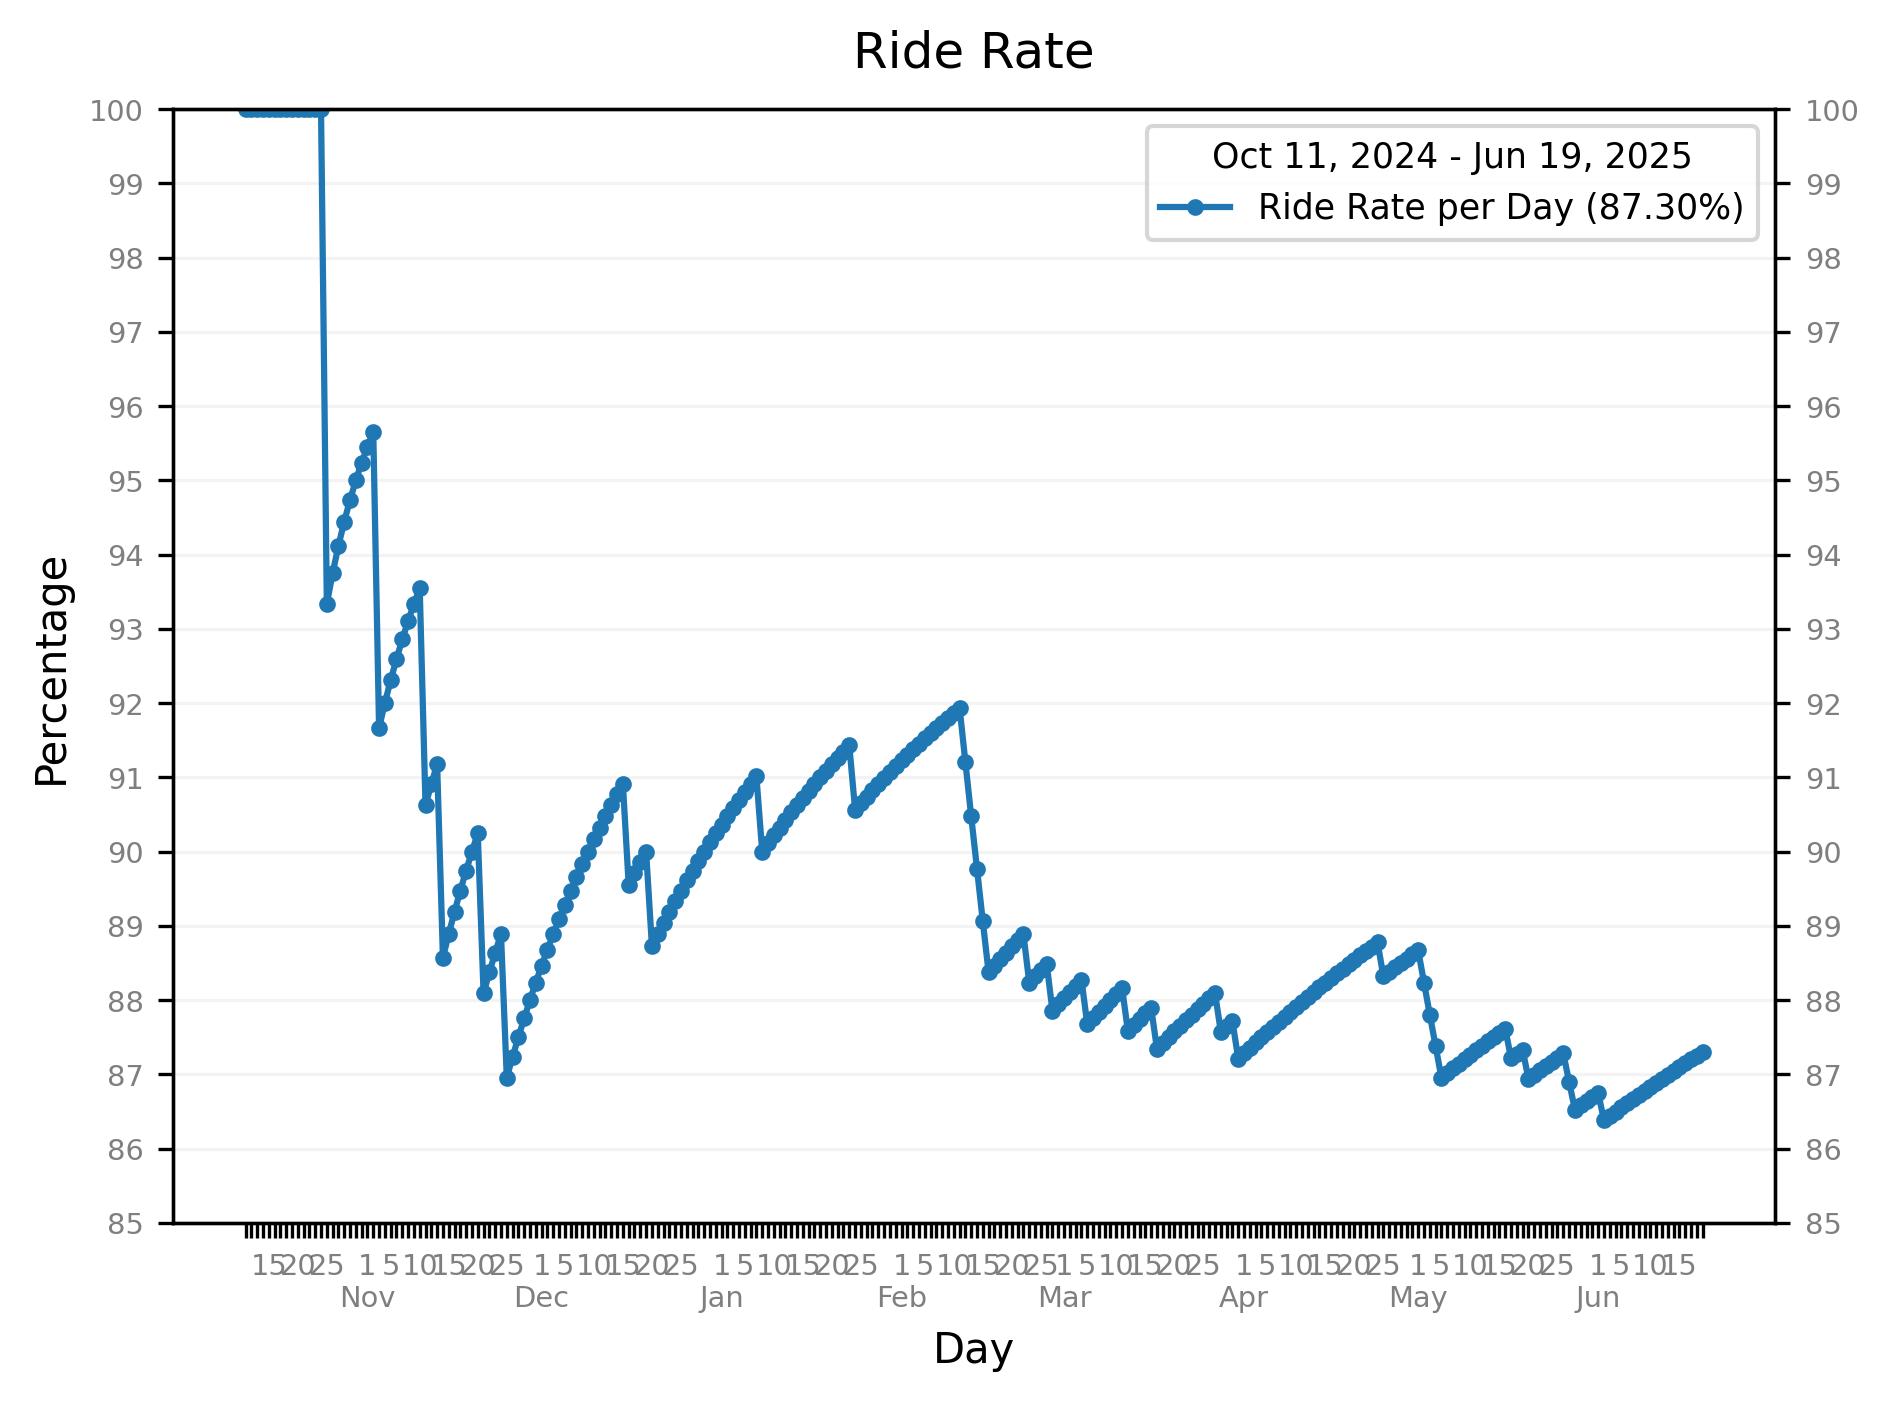 Ride Rate
Oct 11, 2024 - Jun 19, 2025
Ride Rate per Day (87.30%)
Percentage
100 100
99 99
98 98
97 97
96 96
95 95
94 94
93 93
92 92
91 91
90 90
89 89
88 88
87 87
86 86
85 85
15 20 25 1 5 10 15 20 25 1 5 10 15 20 25 1 5 10 15 20 25 1 5 10 15 20 25 1 5 10 15 20 25 1 5 10 15 20 25 1 5 10 15 20 25 1 5 10 15
Nov Dec Jan Feb Mar Apr May Jun
Day